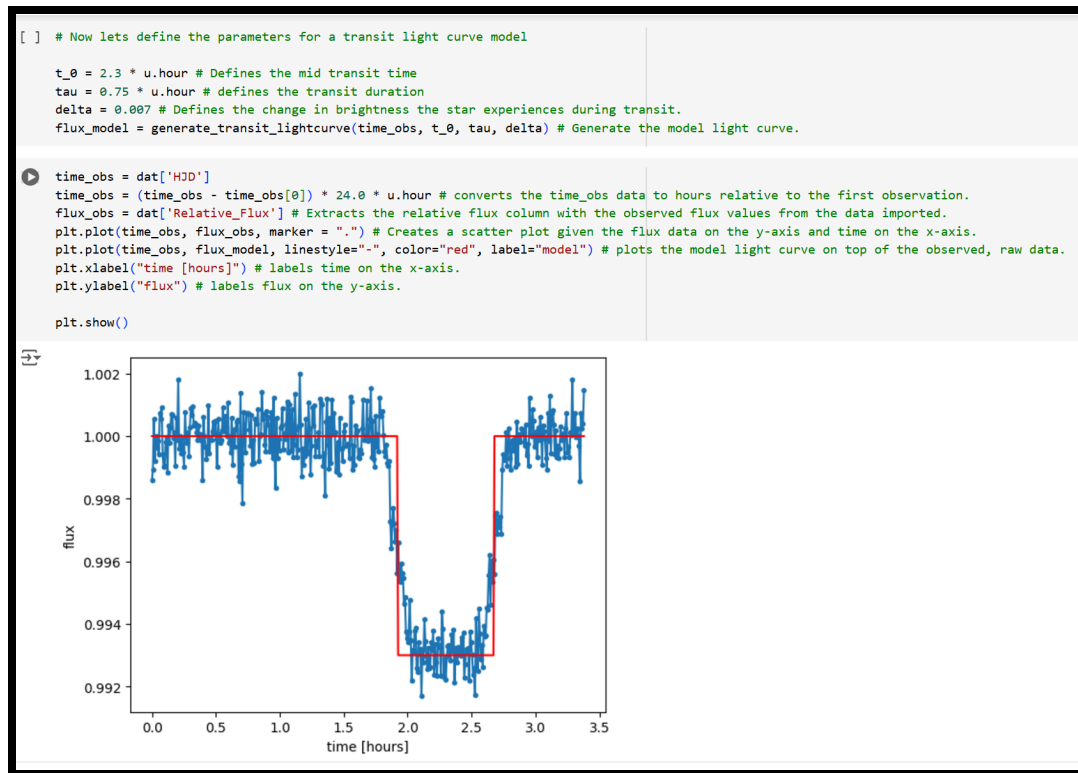 [ ] # Now lets define the parameters for a transit light curve model
t_0 = 2.3 * u.hour # Defines the mid transit time
tau = 0.75 * u.hour # defines the transit duration
delta = 0.007 # Defines the change in brightness the star experiences during transit.
flux_model = generate_transit_lightcurve(time_obs, t_0, tau, delta) # Generate the model light curve.
time_obs = dat['HJD']
time_obs = (time_obs - time_obs[0]) * 24.0 * u.hour # converts the time_obs data to hours relative to the first observation.
flux_obs = dat['Relative_Flux'] # Extracts the relative flux column with the observed flux values from the data imported.
plt.plot(time_obs, flux_obs, marker = ".") # Creates a scatter plot given the flux data on the y-axis and time on the x-axis.
plt.plot(time_obs, flux_model, linestyle="-", color="red", label="model") # plots the model light curve on top of the observed, raw data.
plt.xlabel("time [hours]") # labels time on the x-axis.
plt.ylabel("flux") # labels flux on the y-axis.
plt.show()
1.002
1.000
0.998
0.996
0.994
0.992
flux
0.0 0.5 1.0 1.5 2.0 2.5 3.0 3.5
time [hours]